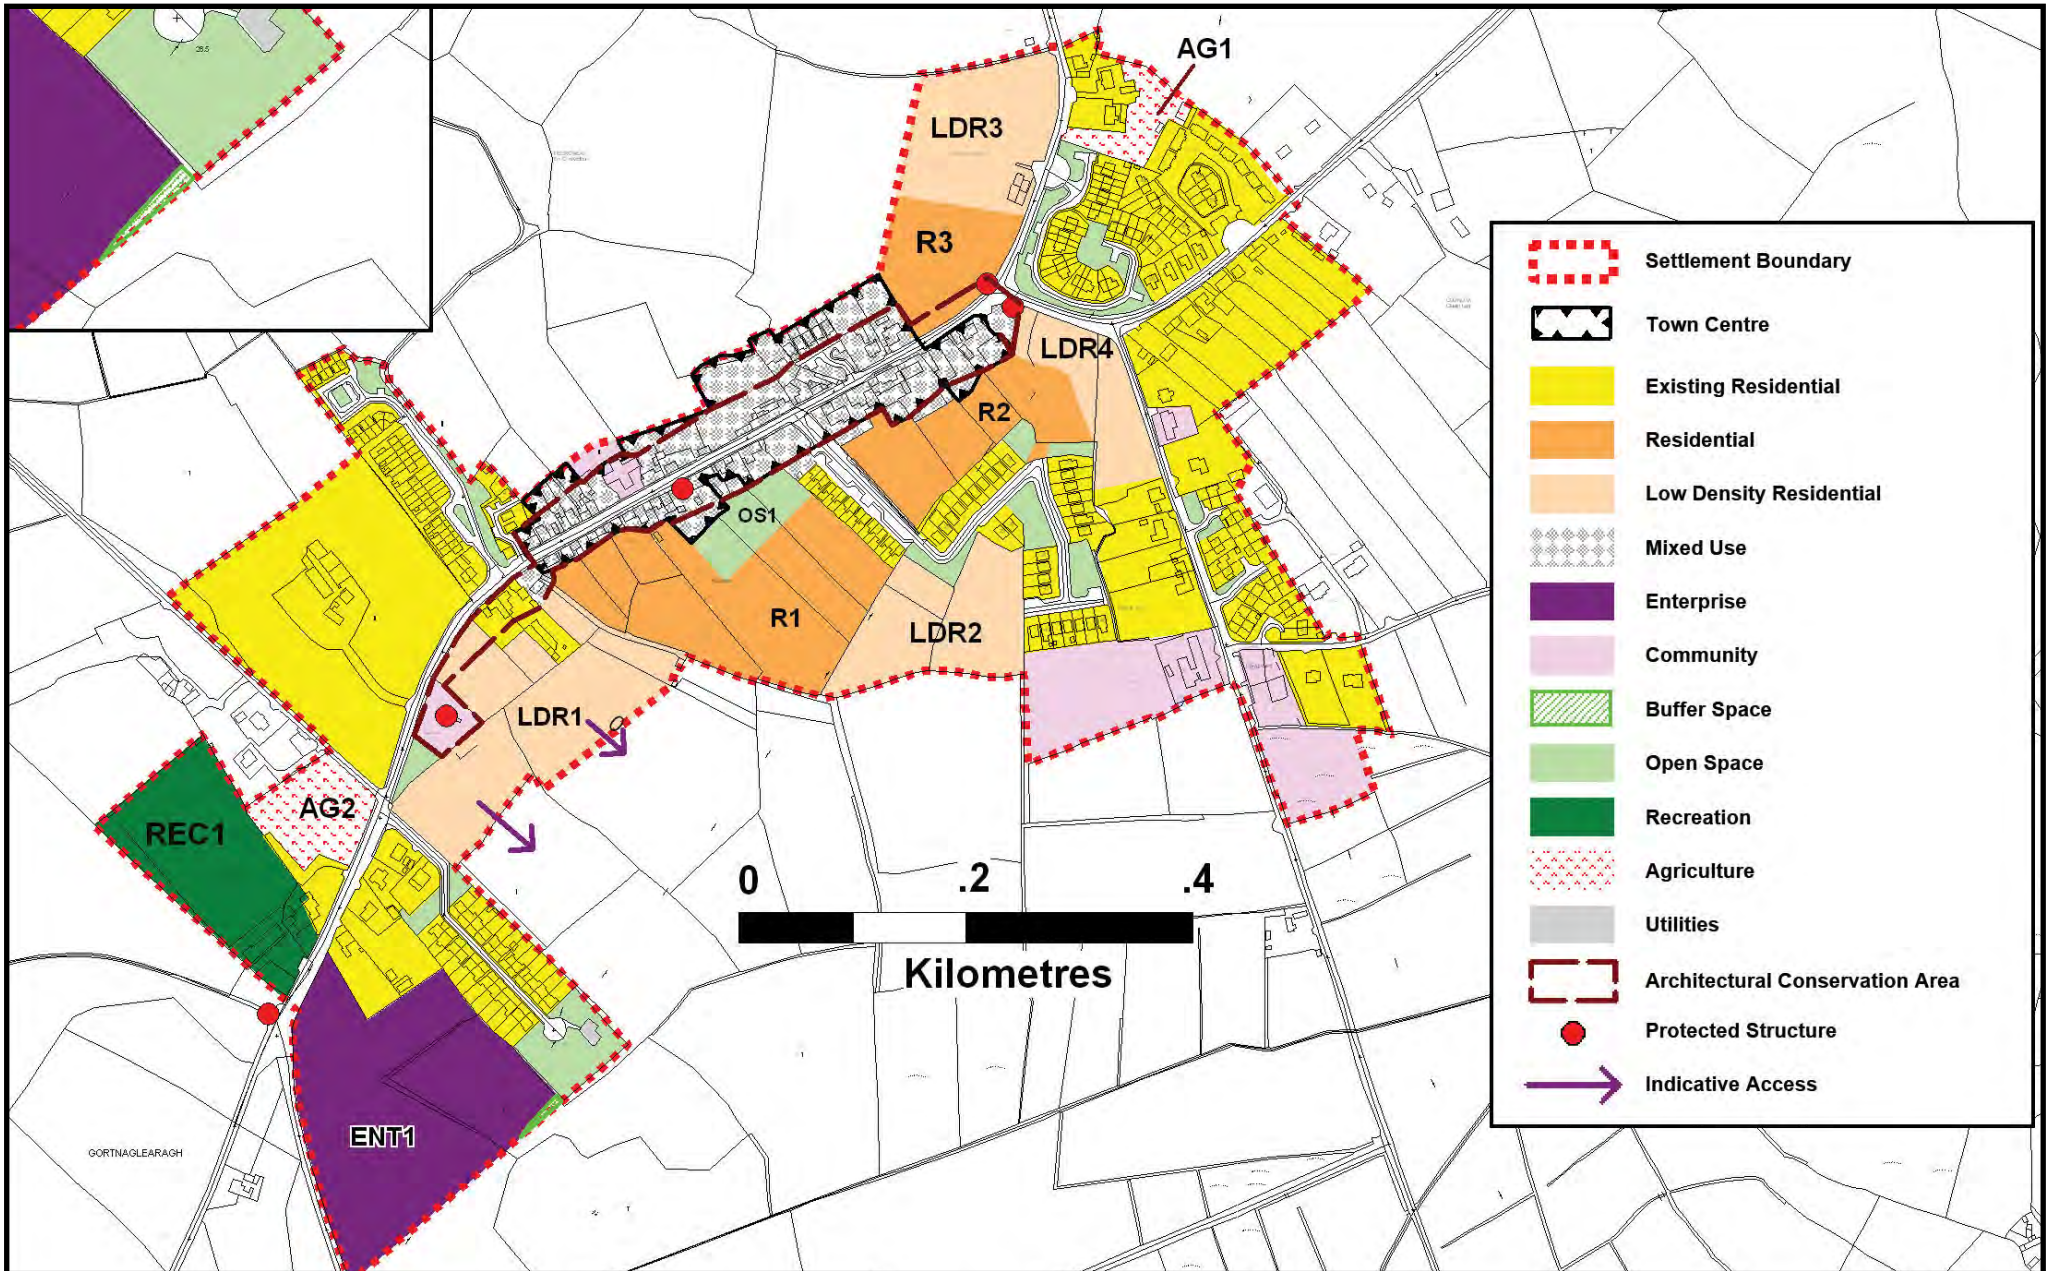 28.5
AG1
LDR3
R3
LDR4
R2
OS1
R1
LDR2
LDR1
AG2
REC1
ENT1
GORTNAGLEARAGH
0 .2 .4
Kilometres
Settlement Boundary
Town Centre
Existing Residential
Residential
Low Density Residential
Mixed Use
Enterprise
Community
Buffer Space
Open Space
Recreation
Agriculture
Utilities
Architectural Conservation Area
Protected Structure
Indicative Access